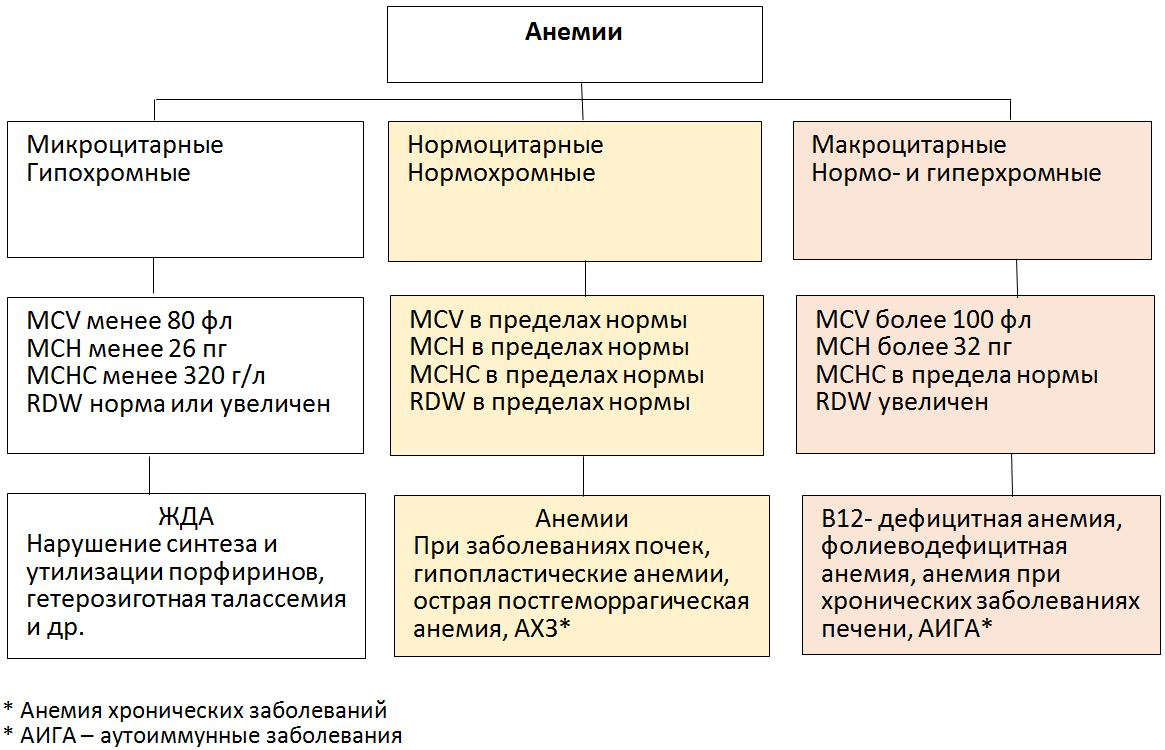 Анемии
Микроцитарные
Гипохромные
Нормоцитарные
Нормохромные
Макроцитарные
Нормо- и гиперхромные
MCV менее 80 фл
MCH менее 26 пг
MCHC менее 320 г/л
RDW норма или увеличен
MCV в пределах нормы
MCH в пределах нормы
MCHC в пределах нормы
RDW в пределах нормы
MCV более 100 фл
MCH более 32 пг
MCHC в предела нормы
RDW увеличен
ЖДА
Нарушение синтеза и
утилизации порфиринов,
гетерозиготная талассемия
и др.
Анемии
При заболеваниях почек,
гипопластические анемии,
острая постгеморрагическая
анемия, АХЗ*
В12- дефицитная анемия,
фолиеводефицитная
анемия, анемия при
хронических заболеваниях
печени, АИГА*
* Анемия хронических заболеваний
* АИГА – аутоиммунные заболевания